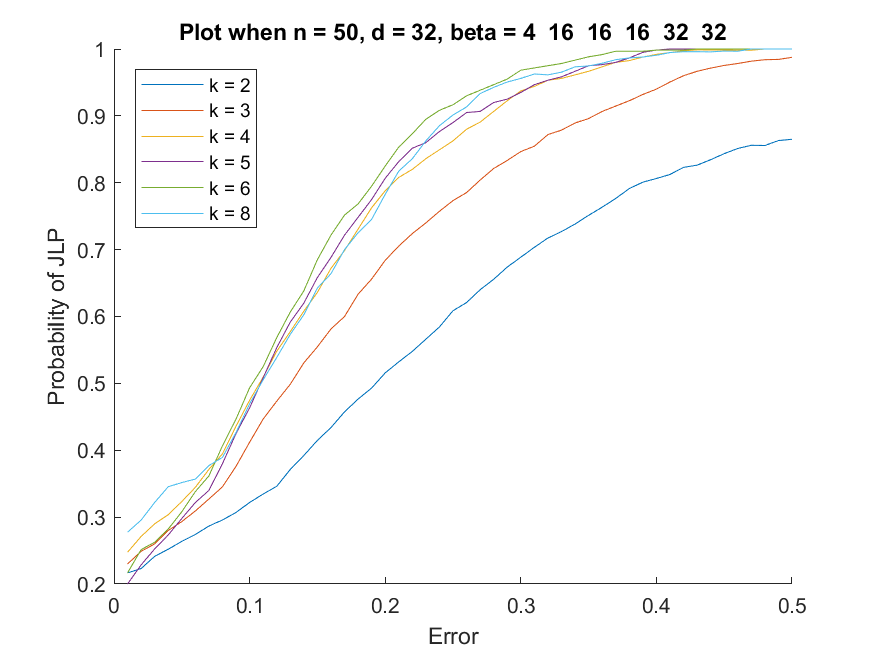 Plot when n = 50, d = 32, beta = 4  16  16  16  32  32
1
0.9
0.8
0.7
0.6
0.5
0.4
0.3
0.2
Probability of JLP
k = 2
k = 3
k = 4
k = 5
k = 6
k = 8
0 0.1 0.2 0.3 0.4 0.5
Error